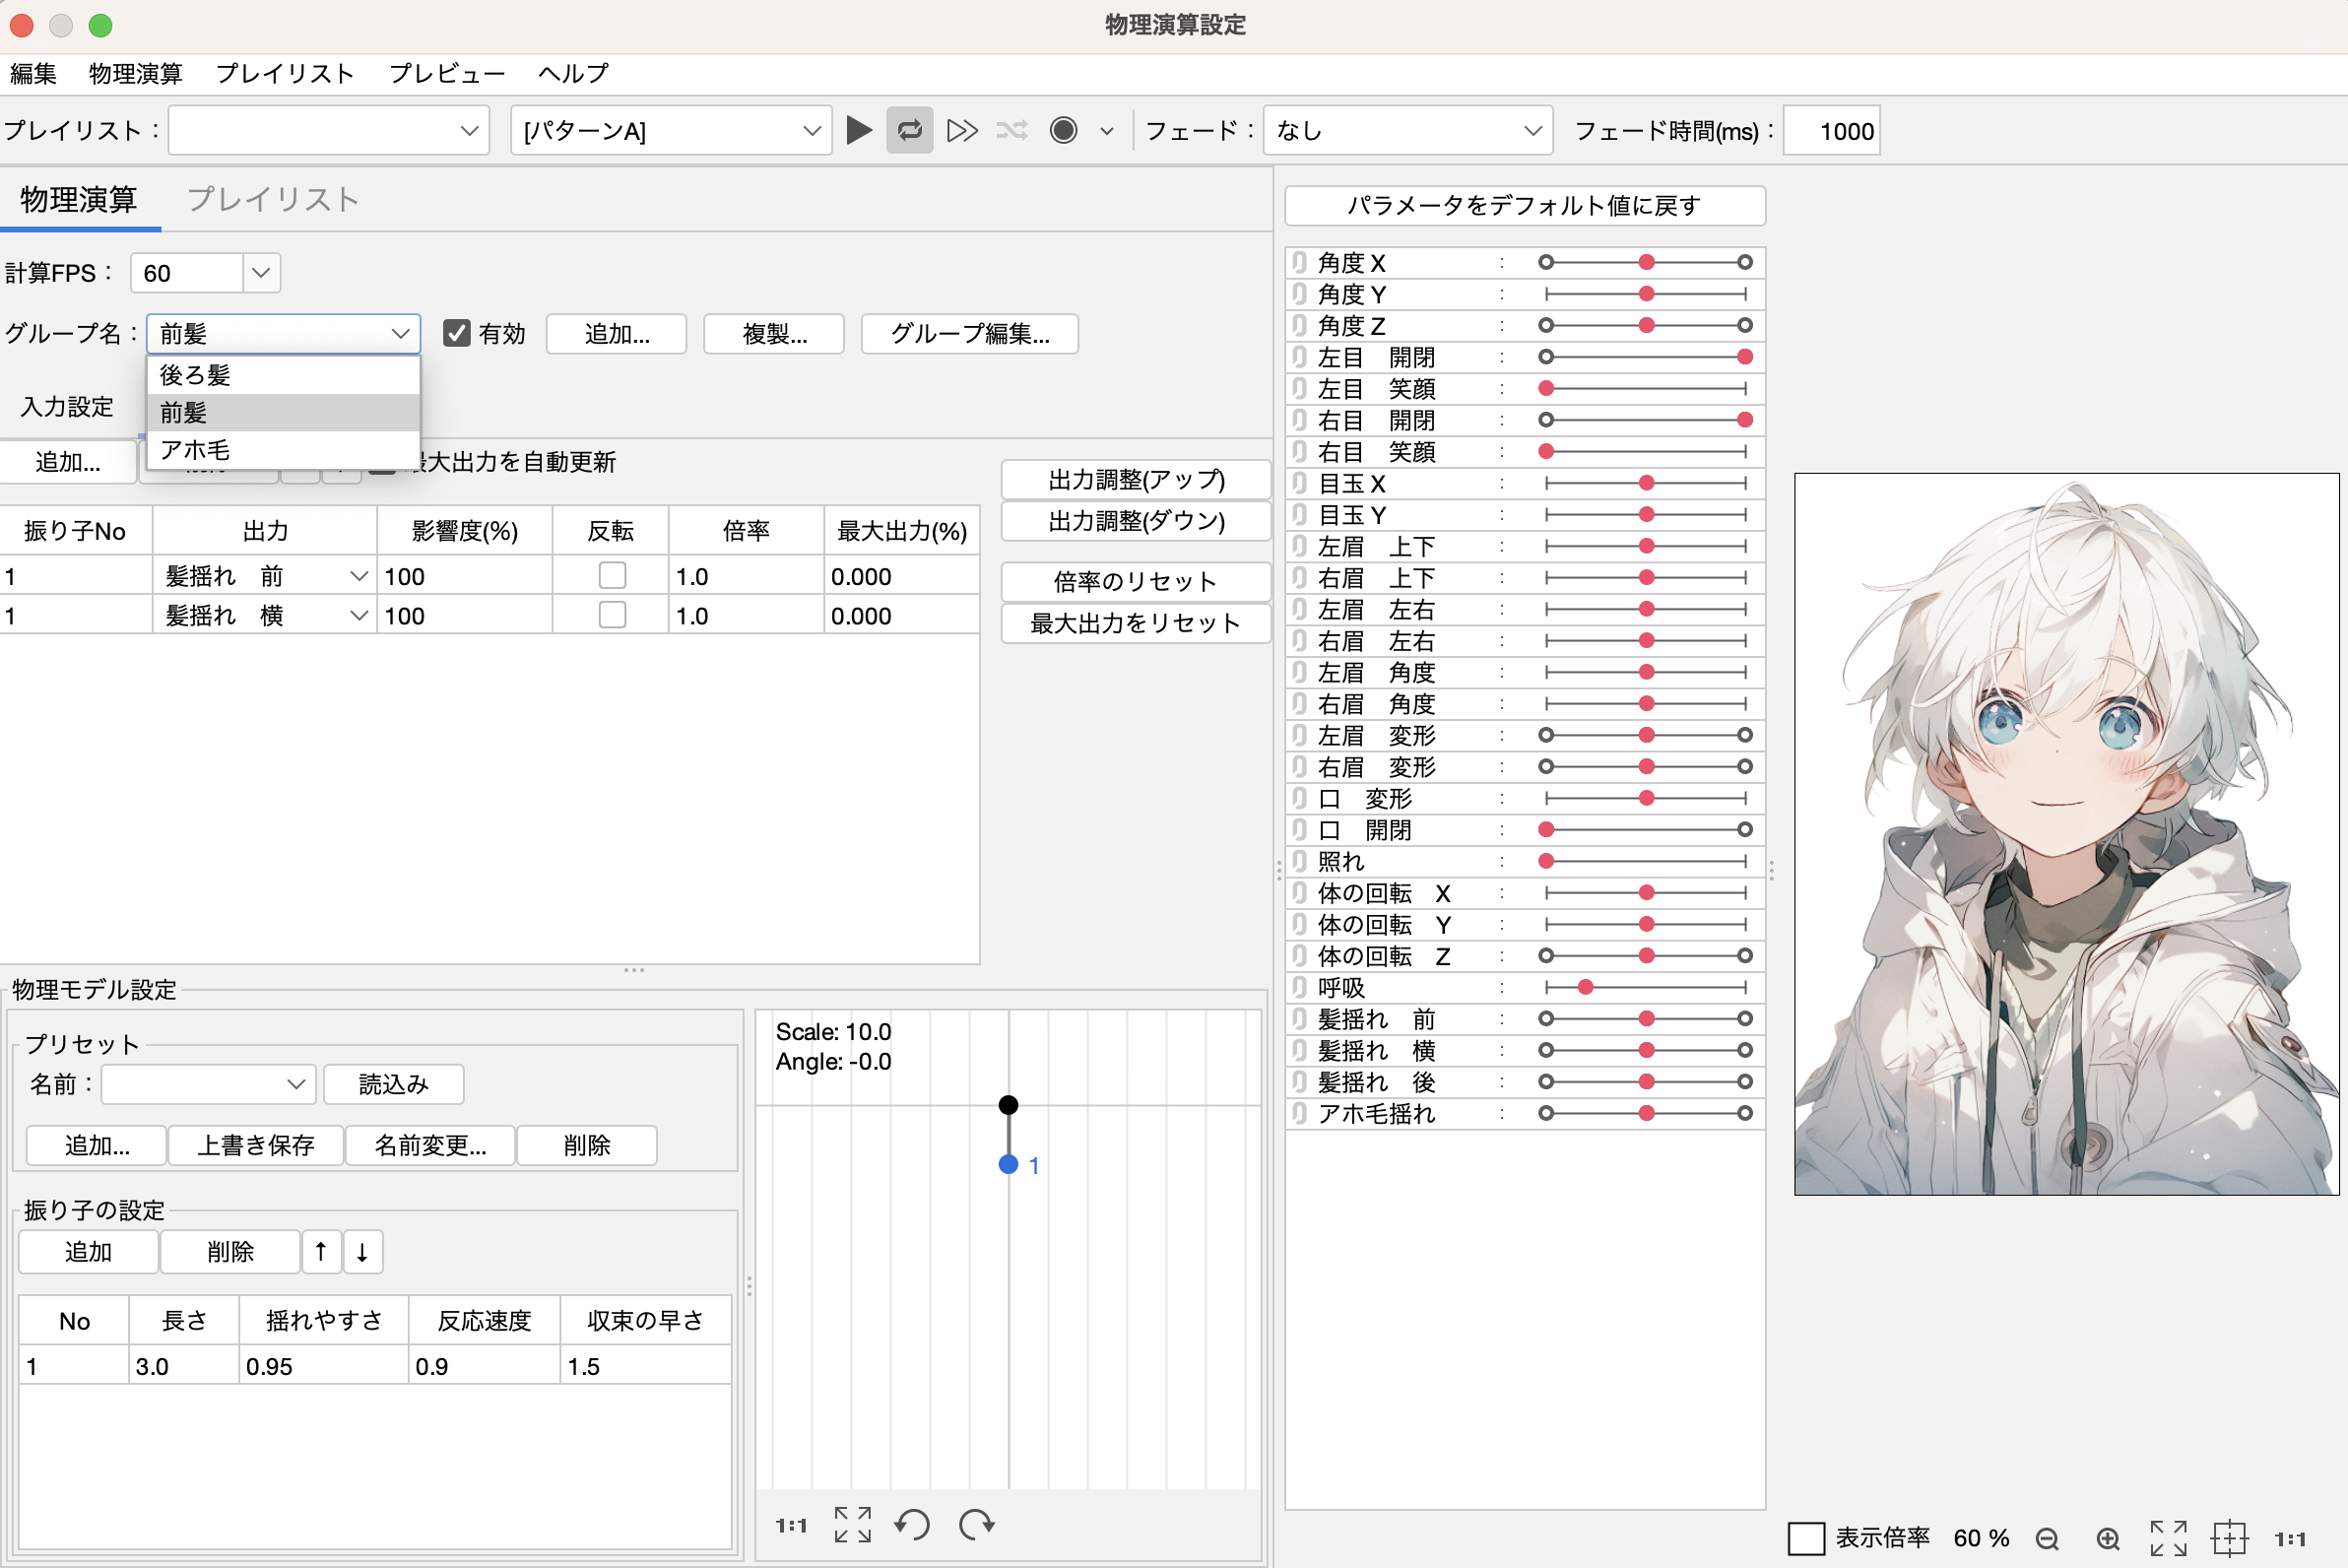 物理演算設定
編集 物理演算 プレイリスト プレビュー ヘルプ
プレイリスト： [パターンA] フェード： なし フェード時間(ms)： 1000
物理演算 プレイリスト
計算FPS： 60
グループ名： 前髪 有効 追加... 複製... グループ編集...
後ろ髪
前髪
アホ毛
入力設定
追加... 最大出力を自動更新
振り子No 出力 影響度(%) 反転 倍率 最大出力(%)
1 髪揺れ　前 100 1.0 0.000
1 髪揺れ　横 100 1.0 0.000
出力調整(アップ)
出力調整(ダウン)
倍率のリセット
最大出力をリセット
物理モデル設定
プリセット
名前： 読込み
追加... 上書き保存 名前変更... 削除
振り子の設定
追加 削除 ↑ ↓
No 長さ 揺れやすさ 反応速度 収束の早さ
1 3.0 0.95 0.9 1.5
Scale: 10.0
Angle: -0.0
1
1:1
パラメータをデフォルト値に戻す
角度 X :
角度 Y :
角度 Z :
左目　開閉 :
左目　笑顔 :
右目　開閉 :
右目　笑顔 :
目玉 X :
目玉 Y :
左眉　上下 :
右眉　上下 :
左眉　左右 :
右眉　左右 :
左眉　角度 :
右眉　角度 :
左眉　変形 :
右眉　変形 :
口　変形 :
口　開閉 :
照れ :
体の回転　X :
体の回転　Y :
体の回転　Z :
呼吸 :
髪揺れ　前 :
髪揺れ　横 :
髪揺れ　後 :
アホ毛揺れ :
表示倍率 60 % 1:1